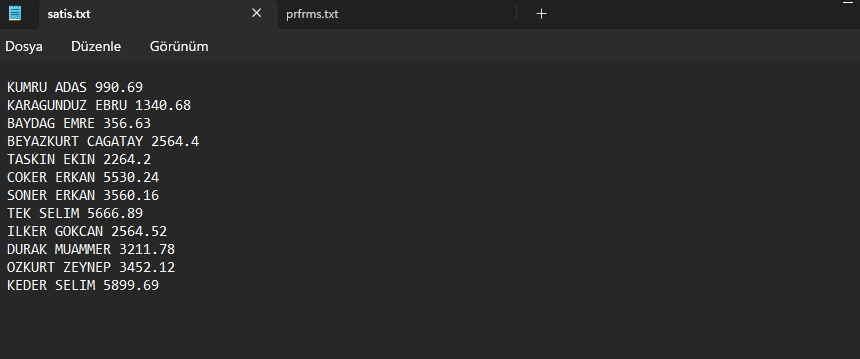 satis.txt prfrms.txt
Dosya Düzenle Görünüm
KUMRU ADAS 990.69
KARAGUNDUZ EBRU 1340.68
BAYDAG EMRE 356.63
BEYAZKURT CAGATAY 2564.4
TASKIN EKIN 2264.2
COKER ERKAN 5530.24
SONER ERKAN 3560.16
TEK SELIM 5666.89
ILKER GOKCAN 2564.52
DURAK MUAMMER 3211.78
OZKURT ZEYNEP 3452.12
KEDER SELIM 5899.69